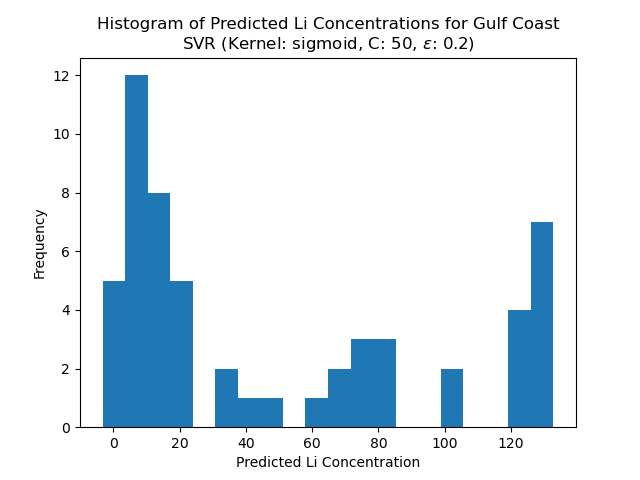 Histogram of Predicted Li Concentrations for Gulf Coast
SVR (Kernel: sigmoid, C: 50, ε: 0.2)
12
10
8
6
4
2
0
Frequency
0 20 40 60 80 100 120
Predicted Li Concentration